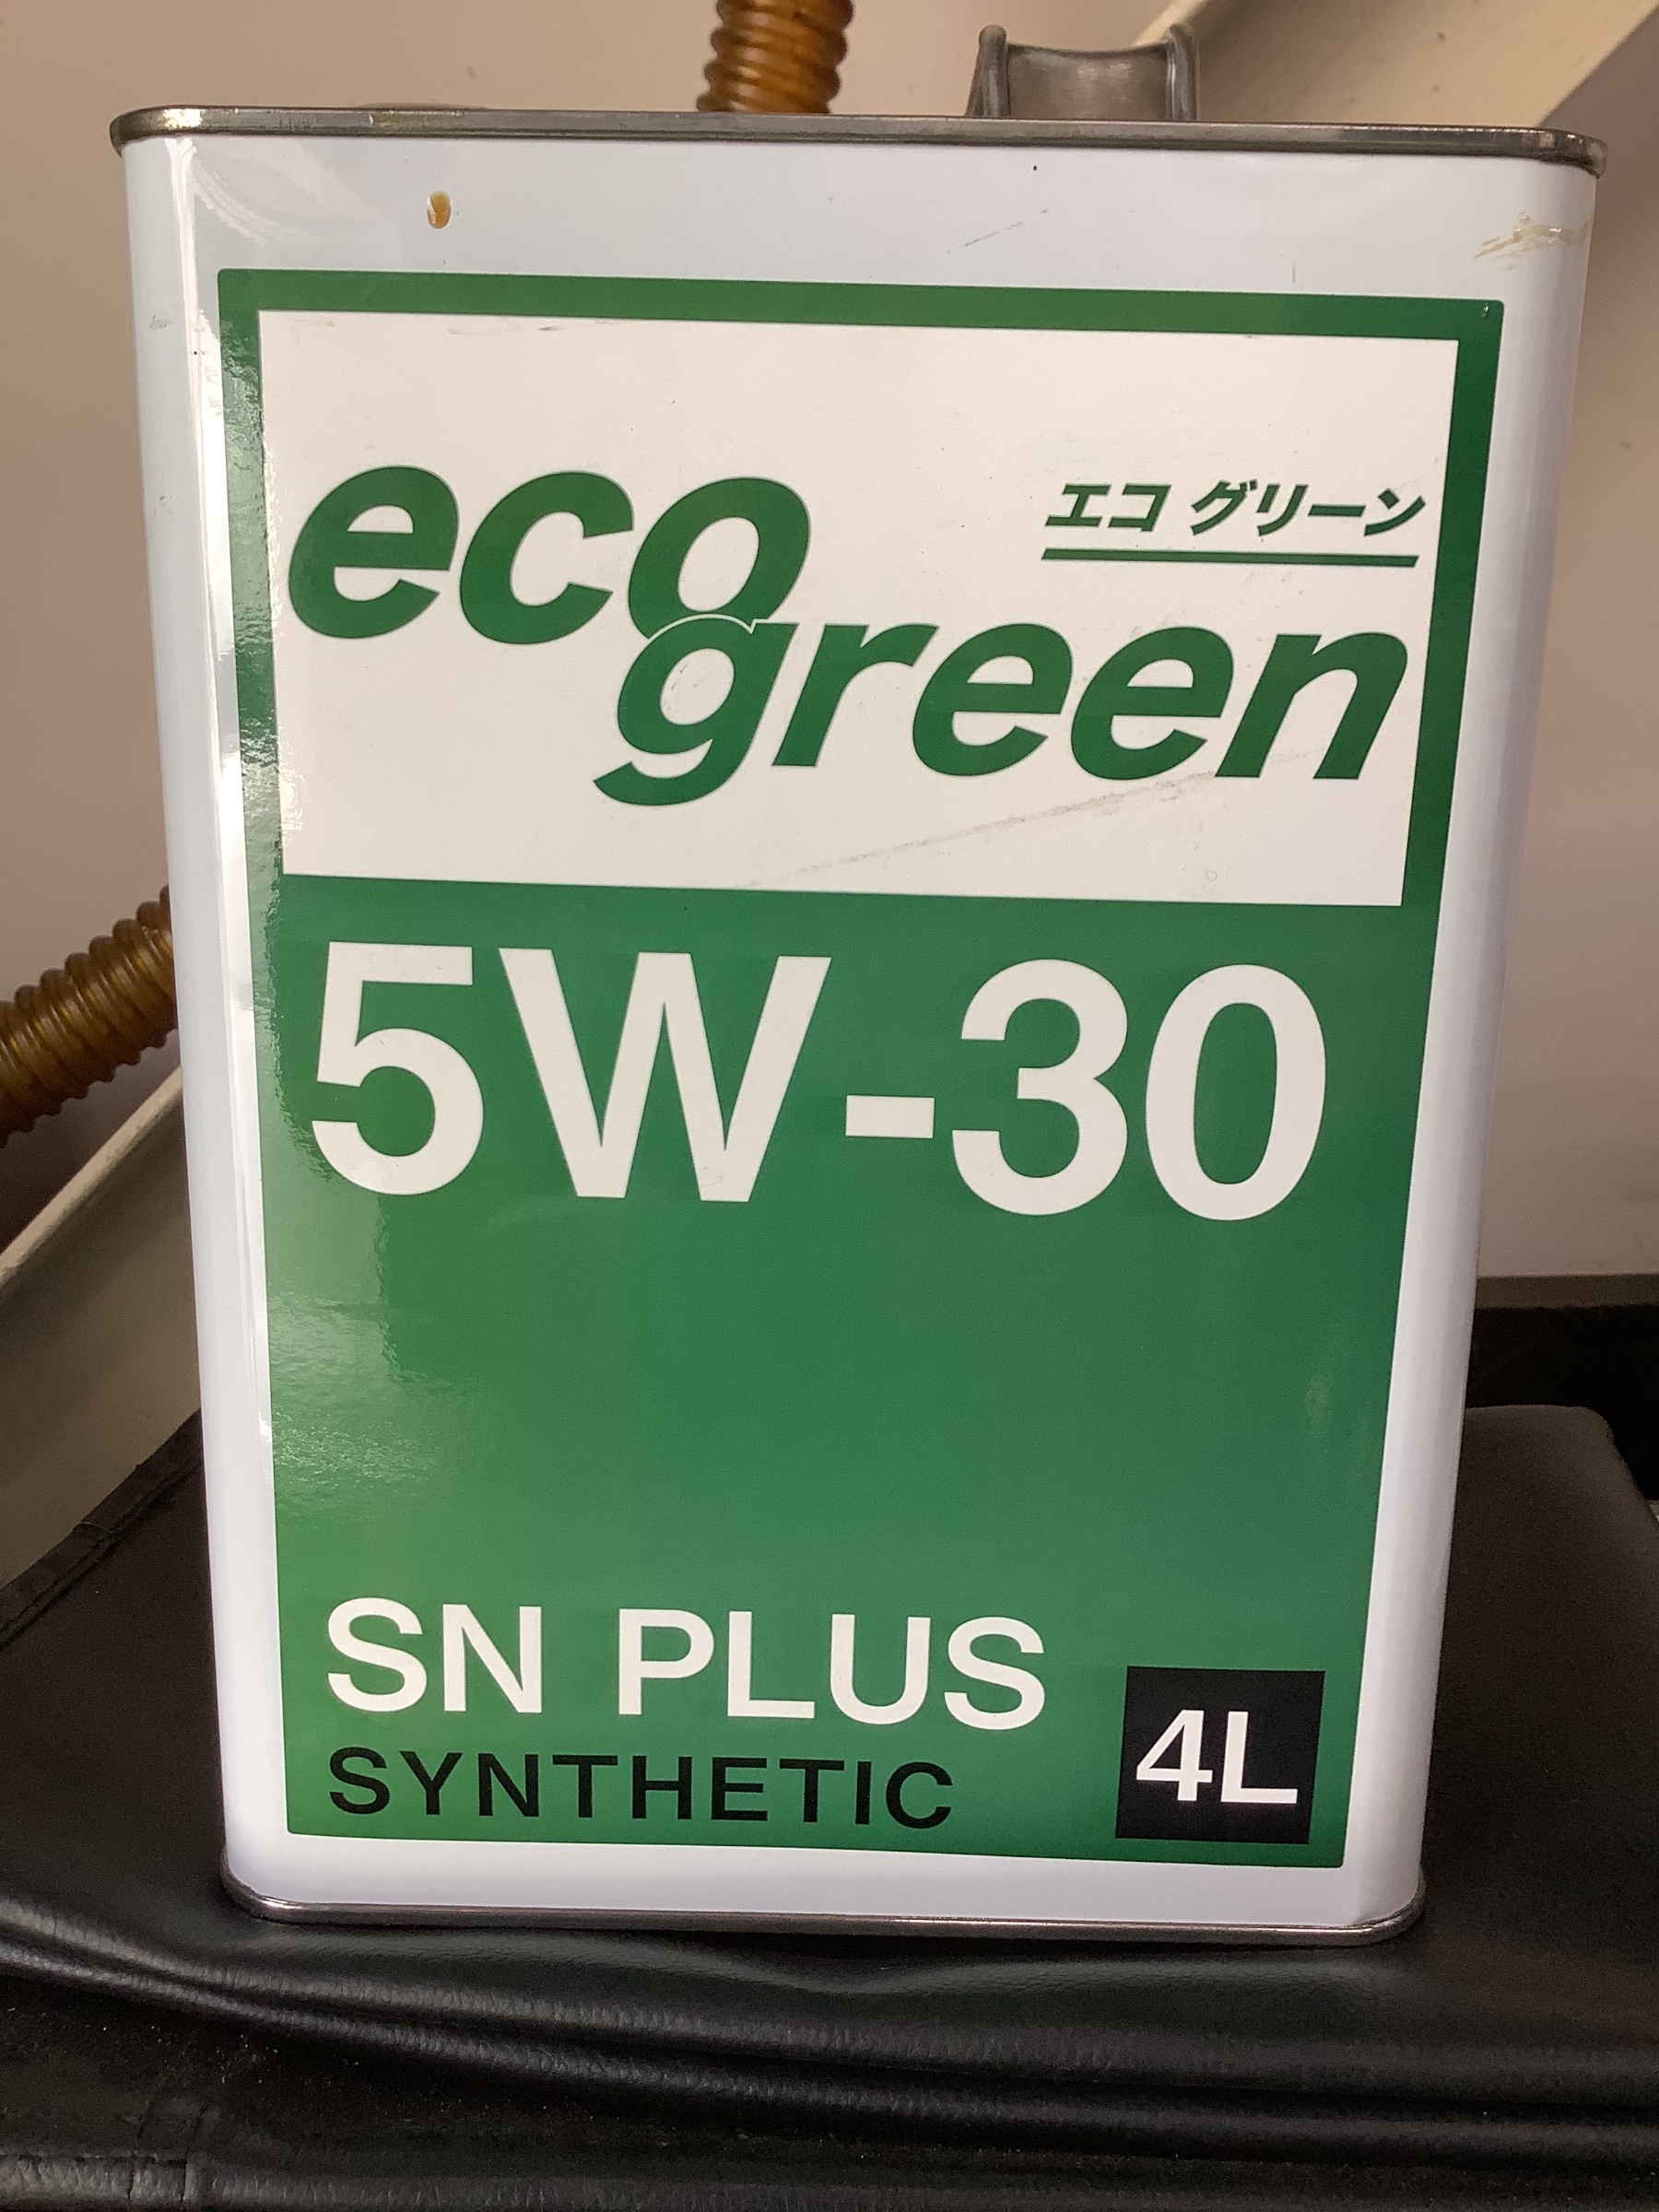 eco
エコ グリーン
green
5W-30
SN PLUS
SYNTHETIC
4L